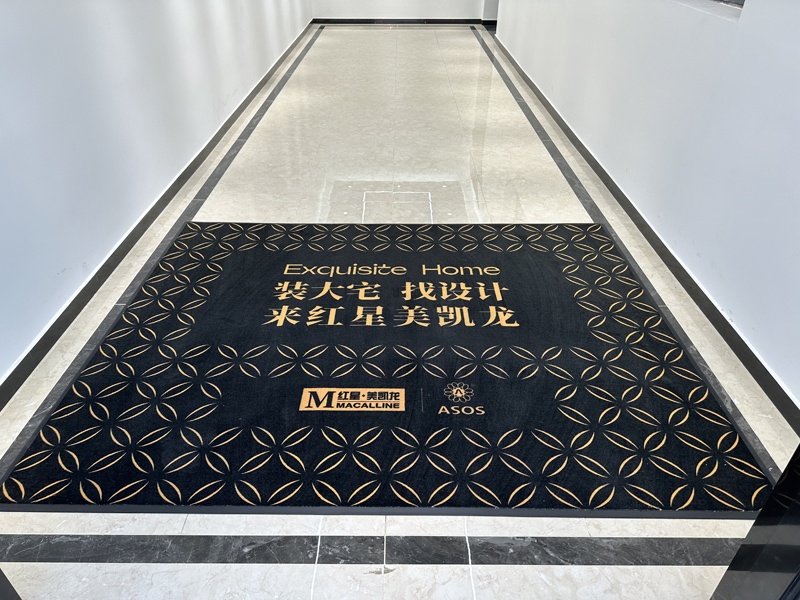 Exquisite Home
装大宅 找设计
来红星美凯龙
M 红星·美凯龙
MACALLINE
ASOS